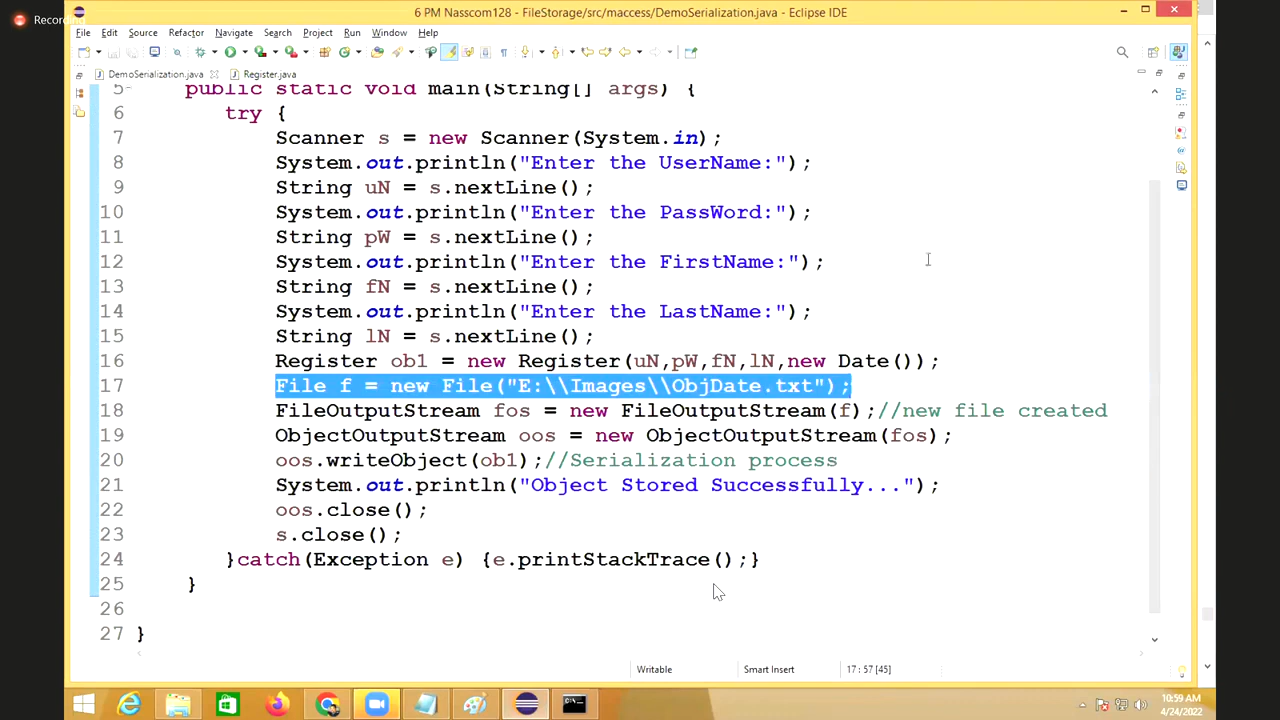 Recording
6 PM Nasscom128 - FileStorage/src/maccess/DemoSerialization.java - Eclipse IDE
File Edit Source Refactor Navigate Search Project Run Window Help
DemoSerialization.java Register.java
5 public static void main(String[] args) {
6 try {
7 Scanner s = new Scanner(System.in);
8 System.out.println("Enter the UserName:");
9 String uN = s.nextLine();
10 System.out.println("Enter the PassWord:");
11 String pW = s.nextLine();
12 System.out.println("Enter the FirstName:");
13 String fN = s.nextLine();
14 System.out.println("Enter the LastName:");
15 String lN = s.nextLine();
16 Register ob1 = new Register(uN,pW,fN,lN,new Date());
17 File f = new File("E:\\Images\\ObjDate.txt");
18 FileOutputStream fos = new FileOutputStream(f);//new file created
19 ObjectOutputStream oos = new ObjectOutputStream(fos);
20 oos.writeObject(ob1);//Serialization process
21 System.out.println("Object Stored Successfully...");
22 oos.close();
23 s.close();
24 }catch(Exception e) {e.printStackTrace();}
25 }
26
27 }
Writable Smart Insert 17 : 57 [45]
10:59 AM
4/24/2022